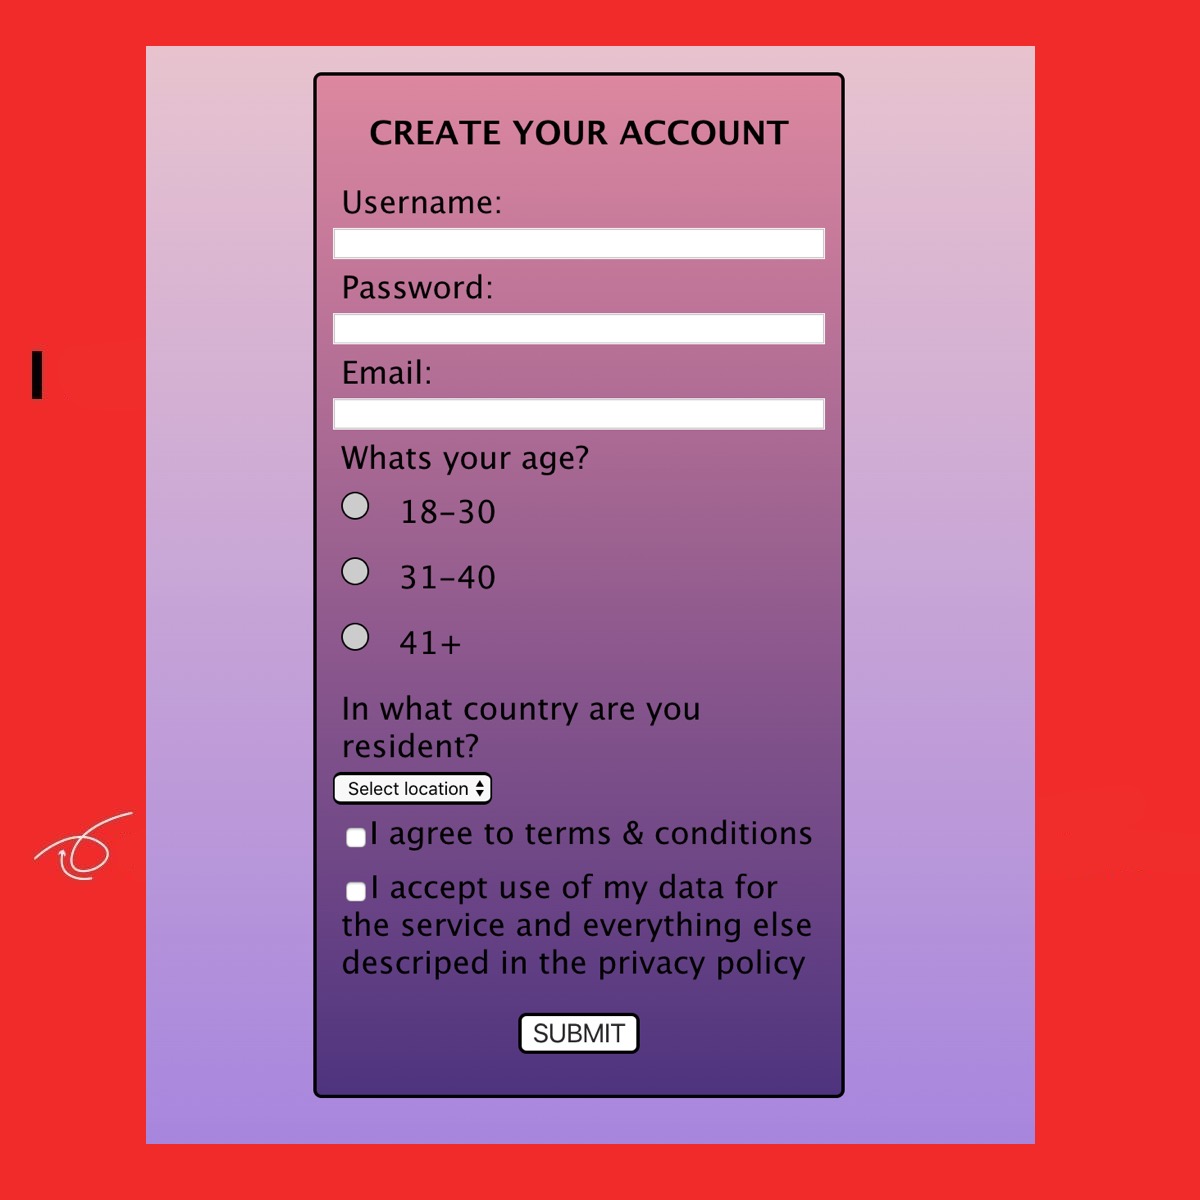 CREATE YOUR ACCOUNT
Username:
Password:
Email:
Whats your age?
18-30
31-40
41+
In what country are you
resident?
Select location
I agree to terms & conditions
I accept use of my data for
the service and everything else
descriped in the privacy policy
SUBMIT